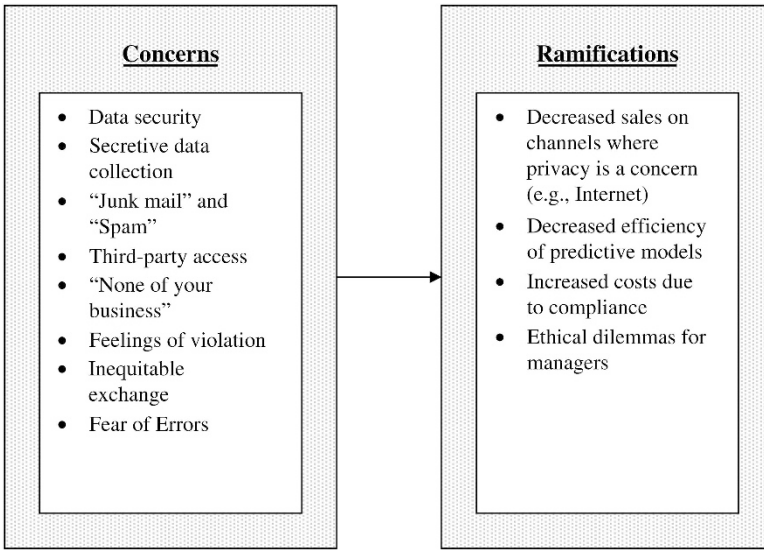 Concerns
• Data security
• Secretive data
collection
• “Junk mail” and
“Spam”
• Third-party access
• “None of your
business”
• Feelings of violation
• Inequitable
exchange
• Fear of Errors
Ramifications
• Decreased sales on
channels where
privacy is a concern
(e.g., Internet)
• Decreased efficiency
of predictive models
• Increased costs due
to compliance
• Ethical dilemmas for
managers